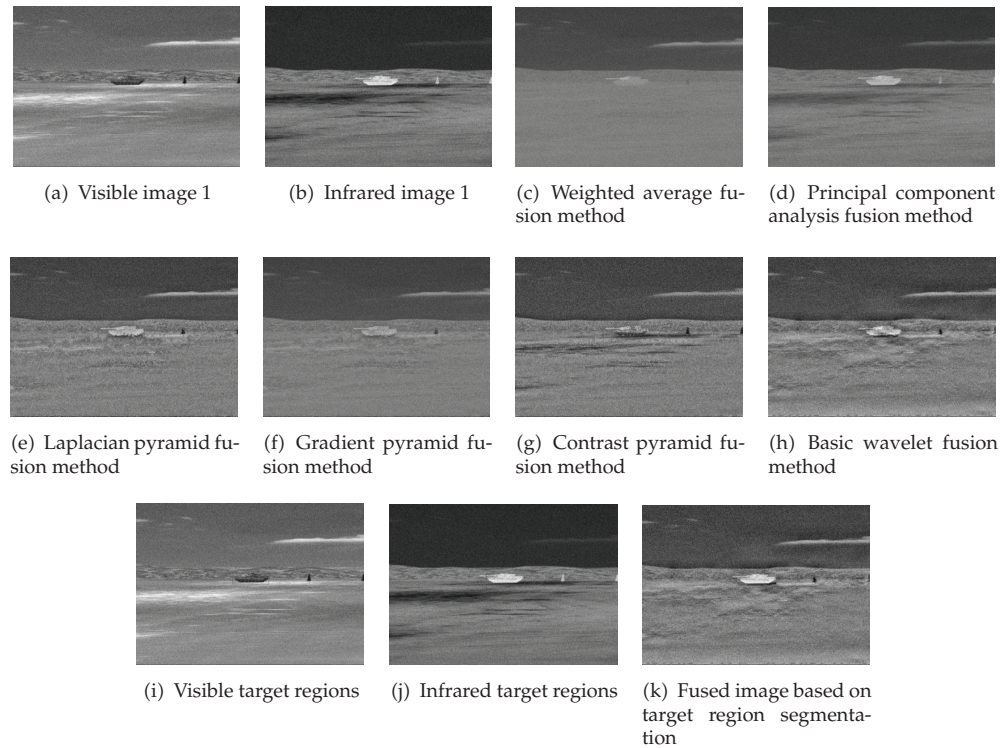 (a) Visible image 1
(b) Infrared image 1
(c) Weighted average fu-
sion method
(d) Principal component
analysis fusion method
(e) Laplacian pyramid fu-
sion method
(f) Gradient pyramid fu-
sion method
(g) Contrast pyramid fu-
sion method
(h) Basic wavelet fusion
method
(i) Visible target regions
(j) Infrared target regions
(k) Fused image based on
target region segmenta-
tion